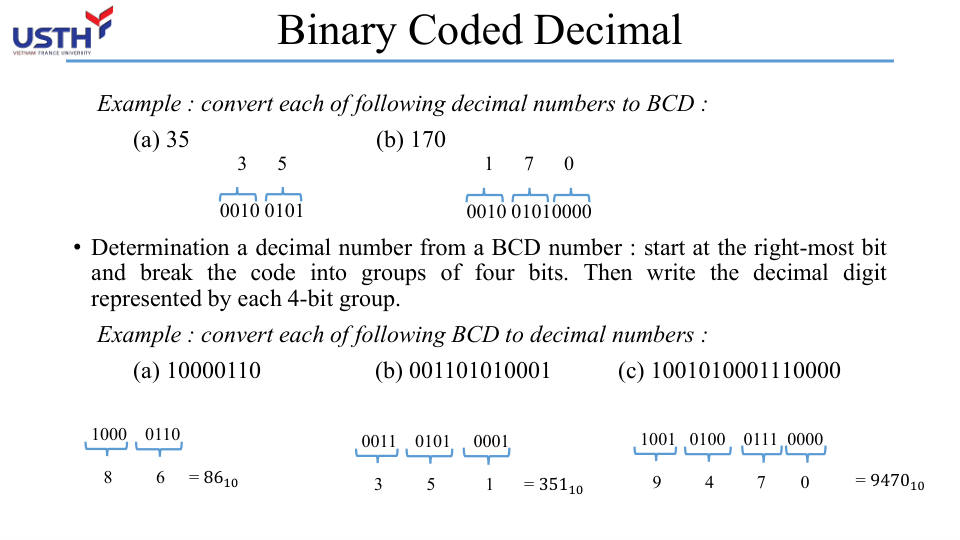 USTH
VIETNAM FRANCE UNIVERSITY
Binary Coded Decimal
Example : convert each of following decimal numbers to BCD :
(a) 35 (b) 170
3 5 1 7 0
0010 0101 0010 01010000
• Determination a decimal number from a BCD number : start at the right-most bit
and break the code into groups of four bits. Then write the decimal digit
represented by each 4-bit group.
Example : convert each of following BCD to decimal numbers :
(a) 10000110 (b) 001101010001 (c) 1001010001110000
1000 0110 0011 0101 0001 1001 0100 0111 0000
8 6 = 86₁₀ 3 5 1 = 351₁₀ 9 4 7 0 = 9470₁₀